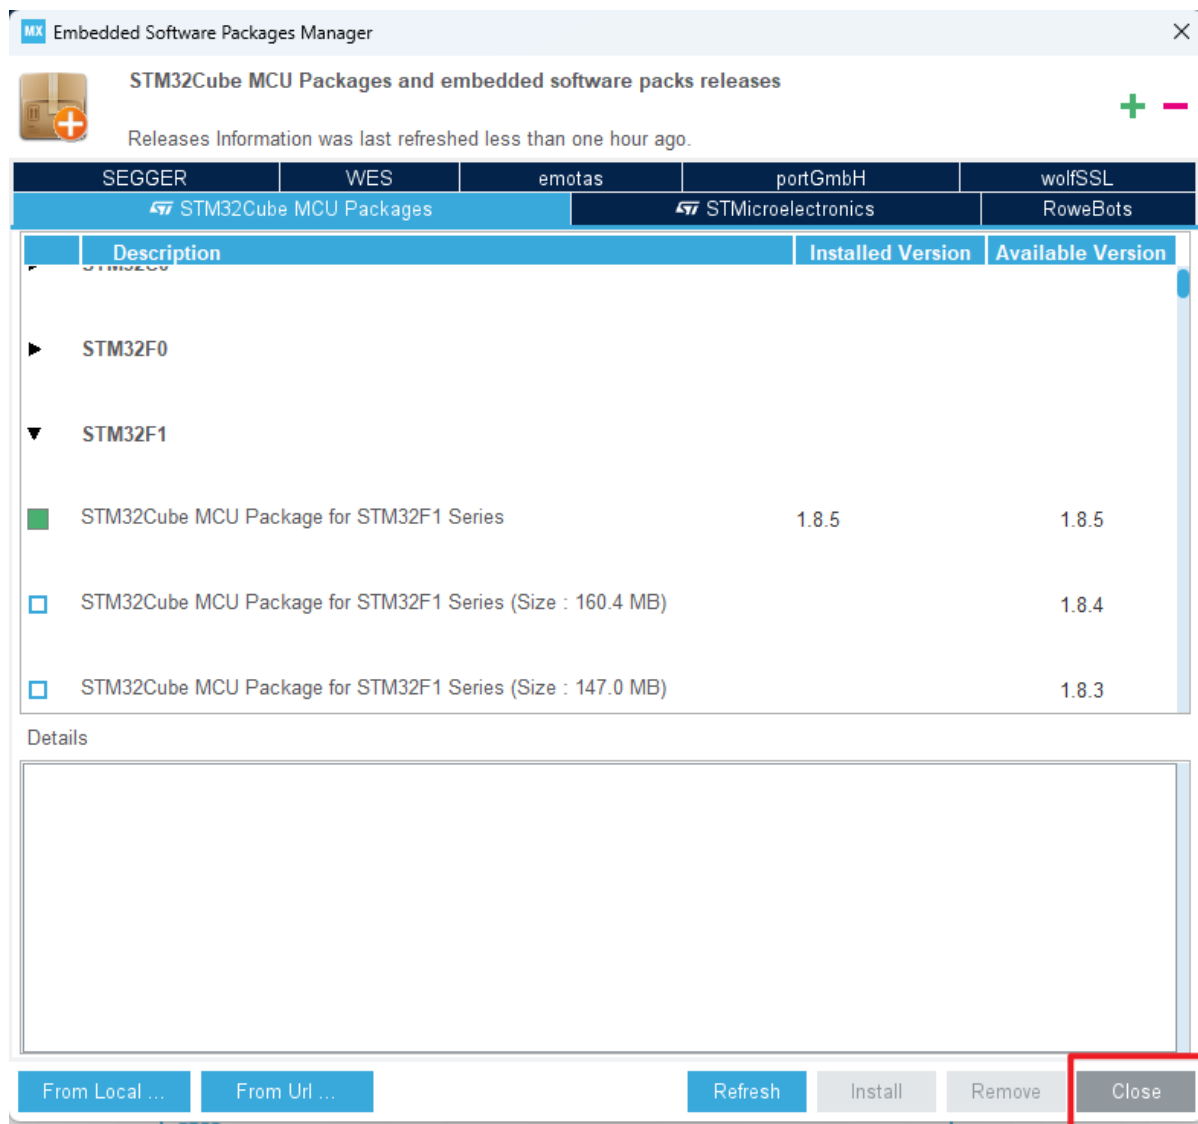 MX Embedded Software Packages Manager
STM32Cube MCU Packages and embedded software packs releases
Releases Information was last refreshed less than one hour ago.
SEGGER WES emotas portGmbH wolfSSL
STM32Cube MCU Packages STMicroelectronics RoweBots
Description Installed Version Available Version
STM32F0
STM32F1
STM32Cube MCU Package for STM32F1 Series 1.8.5 1.8.5
STM32Cube MCU Package for STM32F1 Series (Size : 160.4 MB) 1.8.4
STM32Cube MCU Package for STM32F1 Series (Size : 147.0 MB) 1.8.3
Details
From Local ... From Url ... Refresh Install Remove Close